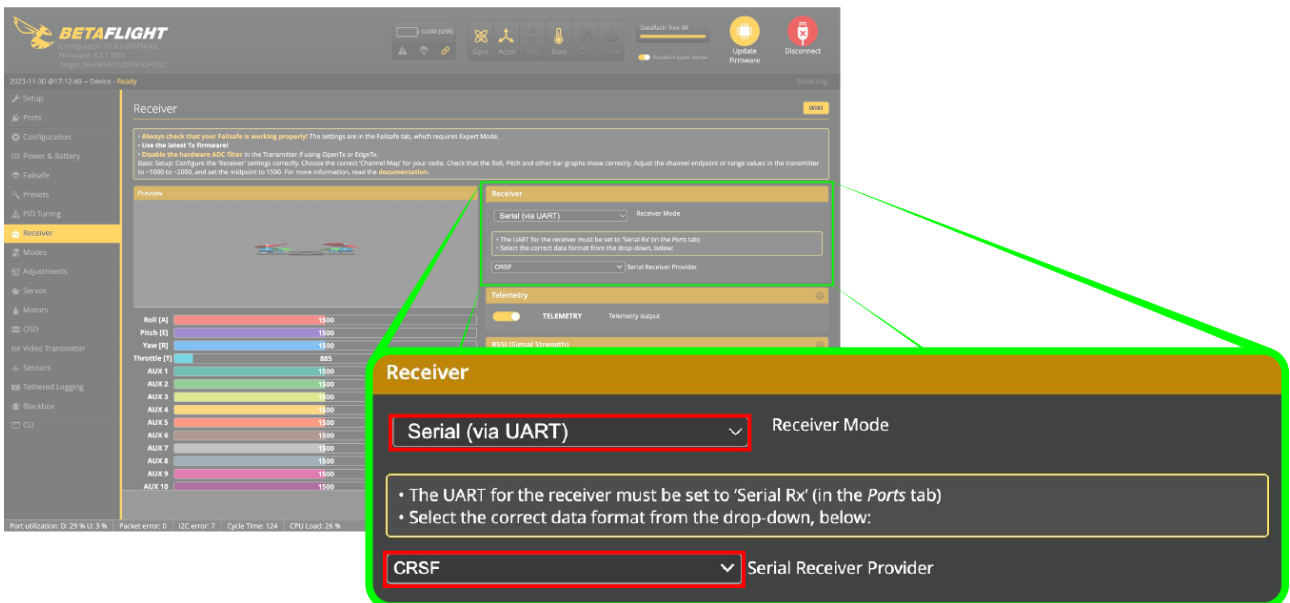 BETAFLIGHT
0.00V (USB)
Gyro Accel Mag Baro GPS Sonar
Dataflash: free 0B
Enable Expert Mode
Update
Firmware
Disconnect
2023-11-30 @17:12:40 -- Device - Ready
Show Log
Setup
Ports
Configuration
Power & Battery
Failsafe
Presets
PID Tuning
Receiver
Modes
Adjustments
Servos
Motors
OSD
Video Transmitter
Sensors
Tethered Logging
Blackbox
CLI
Receiver
WIKI
• Always check that your Failsafe is working properly! The settings are in the Failsafe tab, which requires Expert Mode.
• Use the latest Tx firmware!
• Disable the hardware ADC filter in the Transmitter if using OpenTx or EdgeTx.
Basic Setup: Configure the 'Receiver' settings correctly. Choose the correct 'Channel Map' for your radio. Check that the Roll, Pitch and other bar graphs move correctly. Adjust the channel endpoint or range values in the transmitter
to ~1000 to ~2000, and set the midpoint to 1500. For more information, read the documentation.
Preview
Roll [A] 1500
Pitch [E] 1500
Yaw [R] 1500
Throttle [T] 885
AUX 1 1500
AUX 2 1500
AUX 3 1500
AUX 4 1500
AUX 5 1500
AUX 6 1500
AUX 7 1500
AUX 8 1500
AUX 9 1500
AUX 10 1500
Receiver
Serial (via UART) Receiver Mode
• The UART for the receiver must be set to 'Serial Rx' (in the Ports tab)
• Select the correct data format from the drop-down, below:
CRSF Serial Receiver Provider
Telemetry
TELEMETRY Telemetry output
RSSI (Signal Strength)
Port utilization: D: 29 % U: 3 % Packet error: 0 I2C error: 7 Cycle Time: 124 CPU Load: 26 %
Receiver
Serial (via UART) Receiver Mode
• The UART for the receiver must be set to 'Serial Rx' (in the Ports tab)
• Select the correct data format from the drop-down, below:
CRSF Serial Receiver Provider